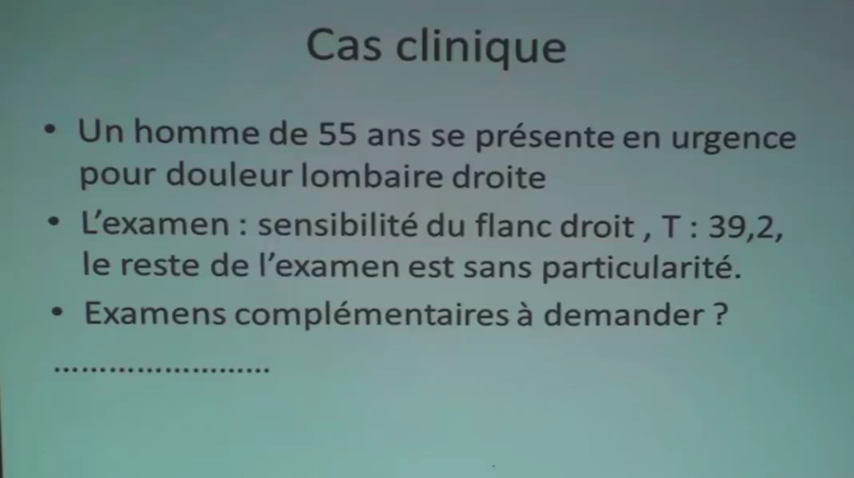 Cas clinique
• Un homme de 55 ans se présente en urgence
pour douleur lombaire droite
• L’examen : sensibilité du flanc droit , T : 39,2,
le reste de l’examen est sans particularité.
• Examens complémentaires à demander ?
........................